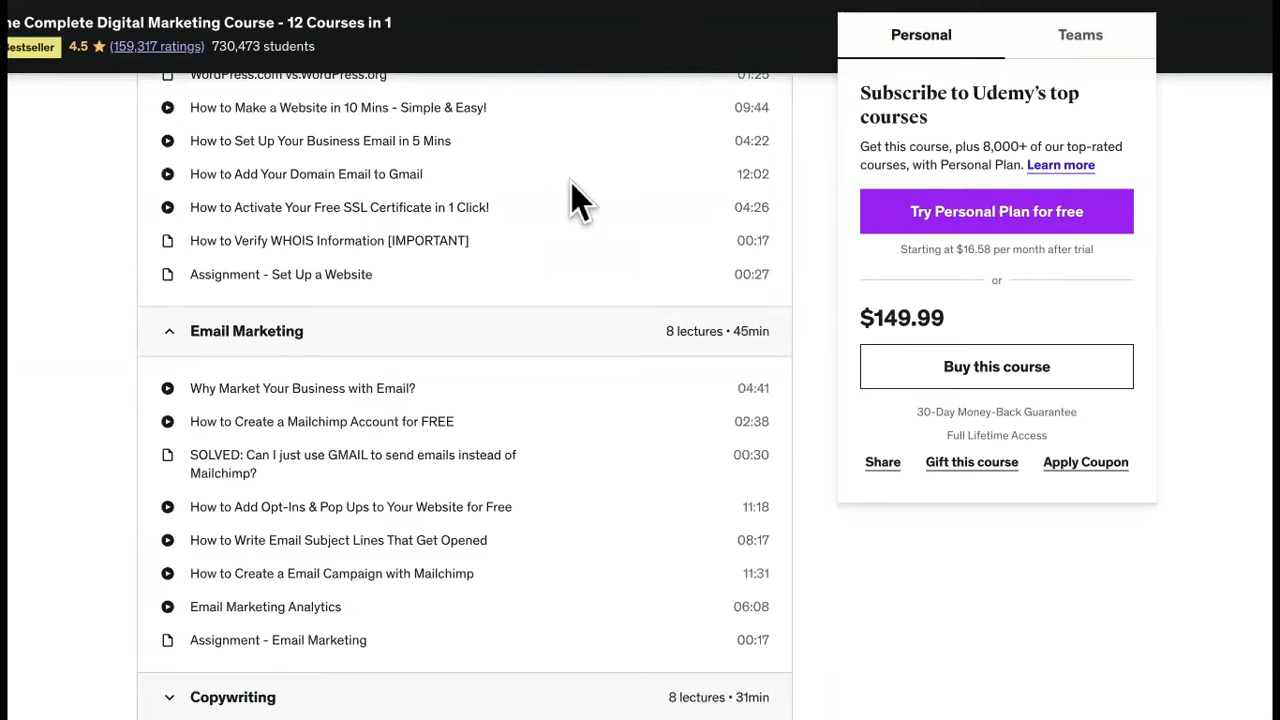 he Complete Digital Marketing Course - 12 Courses in 1
Bestseller 4.5 (159,317 ratings) 730,473 students
WordPress.com vs.WordPress.org 01:25
How to Make a Website in 10 Mins - Simple & Easy! 09:44
How to Set Up Your Business Email in 5 Mins 04:22
How to Add Your Domain Email to Gmail 12:02
How to Activate Your Free SSL Certificate in 1 Click! 04:26
How to Verify WHOIS Information [IMPORTANT] 00:17
Assignment - Set Up a Website 00:27
Email Marketing 8 lectures • 45min
Why Market Your Business with Email? 04:41
How to Create a Mailchimp Account for FREE 02:38
SOLVED: Can I just use GMAIL to send emails instead of 00:30
Mailchimp?
How to Add Opt-Ins & Pop Ups to Your Website for Free 11:18
How to Write Email Subject Lines That Get Opened 08:17
How to Create a Email Campaign with Mailchimp 11:31
Email Marketing Analytics 06:08
Assignment - Email Marketing 00:17
Copywriting 8 lectures • 31min
Personal Teams
Subscribe to Udemy's top
courses
Get this course, plus 8,000+ of our top-rated
courses, with Personal Plan. Learn more
Try Personal Plan for free
Starting at $16.58 per month after trial
or
$149.99
Buy this course
30-Day Money-Back Guarantee
Full Lifetime Access
Share Gift this course Apply Coupon